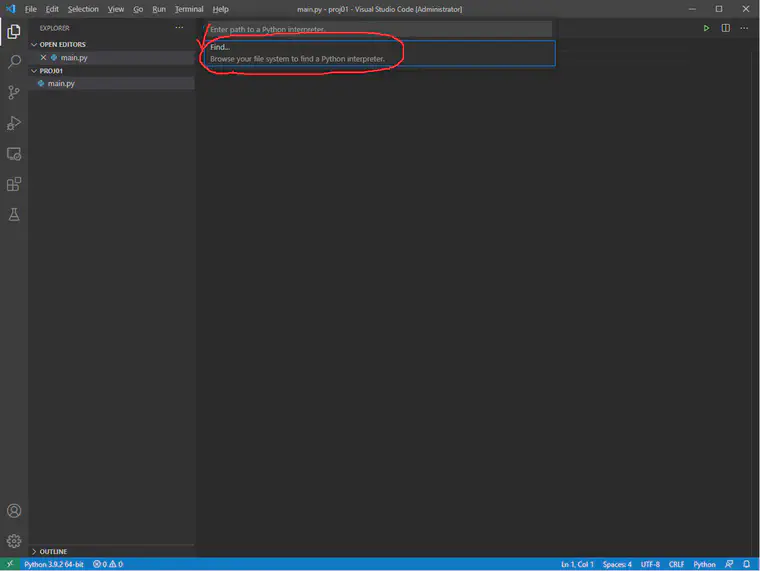 File Edit Selection View Go Run Terminal Help main.py - proj01 - Visual Studio Code [Administrator]
EXPLORER ···
OPEN EDITORS
main.py
PROJ01
main.py
Enter path to a Python interpreter.
Find...
Browse your file system to find a Python interpreter.
OUTLINE
Python 3.9.2 64-bit 0 0 Ln 1, Col 1 Spaces: 4 UTF-8 CRLF Python